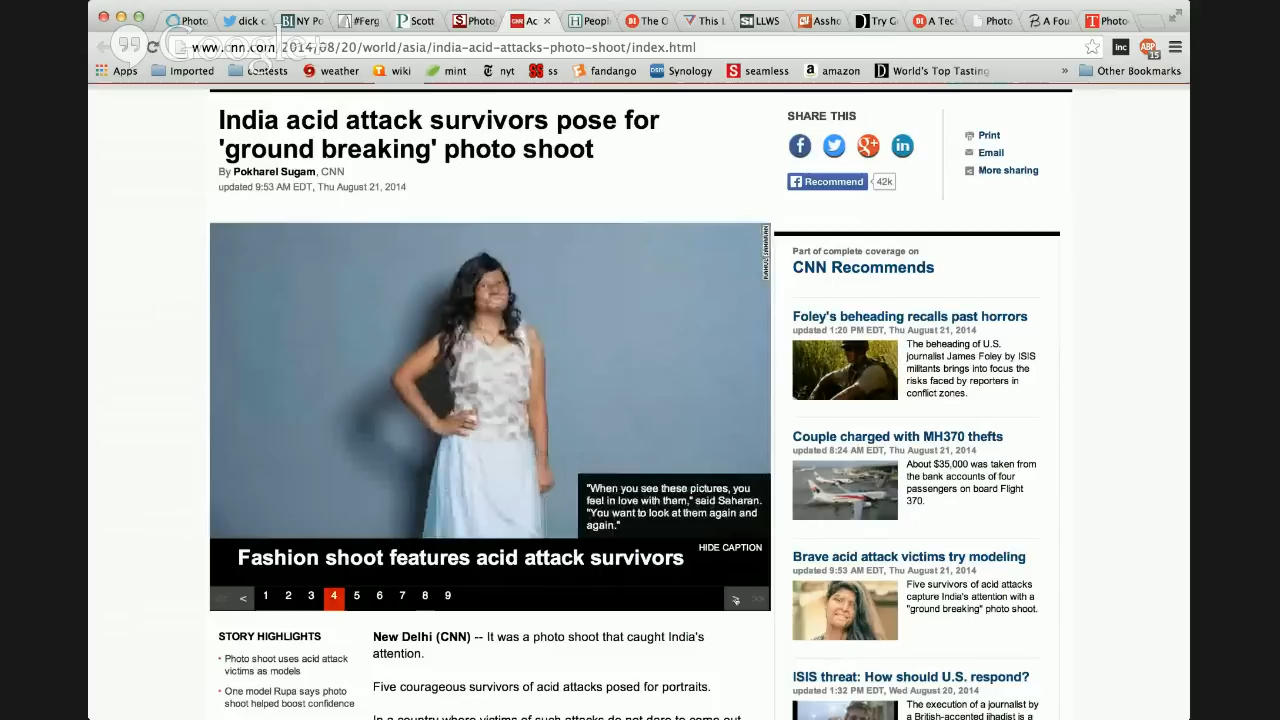 Photo
dick c
NY Po
#Ferg
Scott
Photo
CNN
Ac
Peopl
The O
This L
LLWS
Assho
Try G
A Tec
Photo
A Fou
Photo
Google+
www.cnn.com/2014/08/20/world/asia/india-acid-attacks-photo-shoot/index.html
inc
ABP
15
Apps
Imported
contests
weather
wiki
mint
nyt
ss
fandango
Synology
seamless
amazon
World's Top Tasting
»
Other Bookmarks
India acid attack survivors pose for
'ground breaking' photo shoot
By Pokharel Sugam, CNN
updated 9:53 AM EDT, Thu August 21, 2014
SHARE THIS
Recommend
42k
Print
Email
More sharing
"When you see these pictures, you
feel in love with them," said Saharan.
"You want to look at them again and
again."
HIDE CAPTION
Fashion shoot features acid attack survivors
< 1 2 3 4 5 6 7 8 9 > >>
STORY HIGHLIGHTS
Photo shoot uses acid attack
victims as models
One model Rupa says photo
shoot helped boost confidence
New Delhi (CNN) -- It was a photo shoot that caught India's
attention.
Five courageous survivors of acid attacks posed for portraits.
In a country where victims of such attacks do not dare to come out
Part of complete coverage on
CNN Recommends
Foley's beheading recalls past horrors
updated 1:20 PM EDT, Thu August 21, 2014
The beheading of U.S.
journalist James Foley by ISIS
militants brings into focus the
risks faced by reporters in
conflict zones.
Couple charged with MH370 thefts
updated 8:24 AM EDT, Thu August 21, 2014
About $35,000 was taken from
the bank accounts of four
passengers on board Flight
370.
Brave acid attack victims try modeling
updated 9:53 AM EDT, Thu August 21, 2014
Five survivors of acid attacks
capture India's attention with a
"ground breaking" photo shoot.
ISIS threat: How should U.S. respond?
updated 1:32 PM EDT, Wed August 20, 2014
The execution of a journalist by
a British-accented jihadist is a